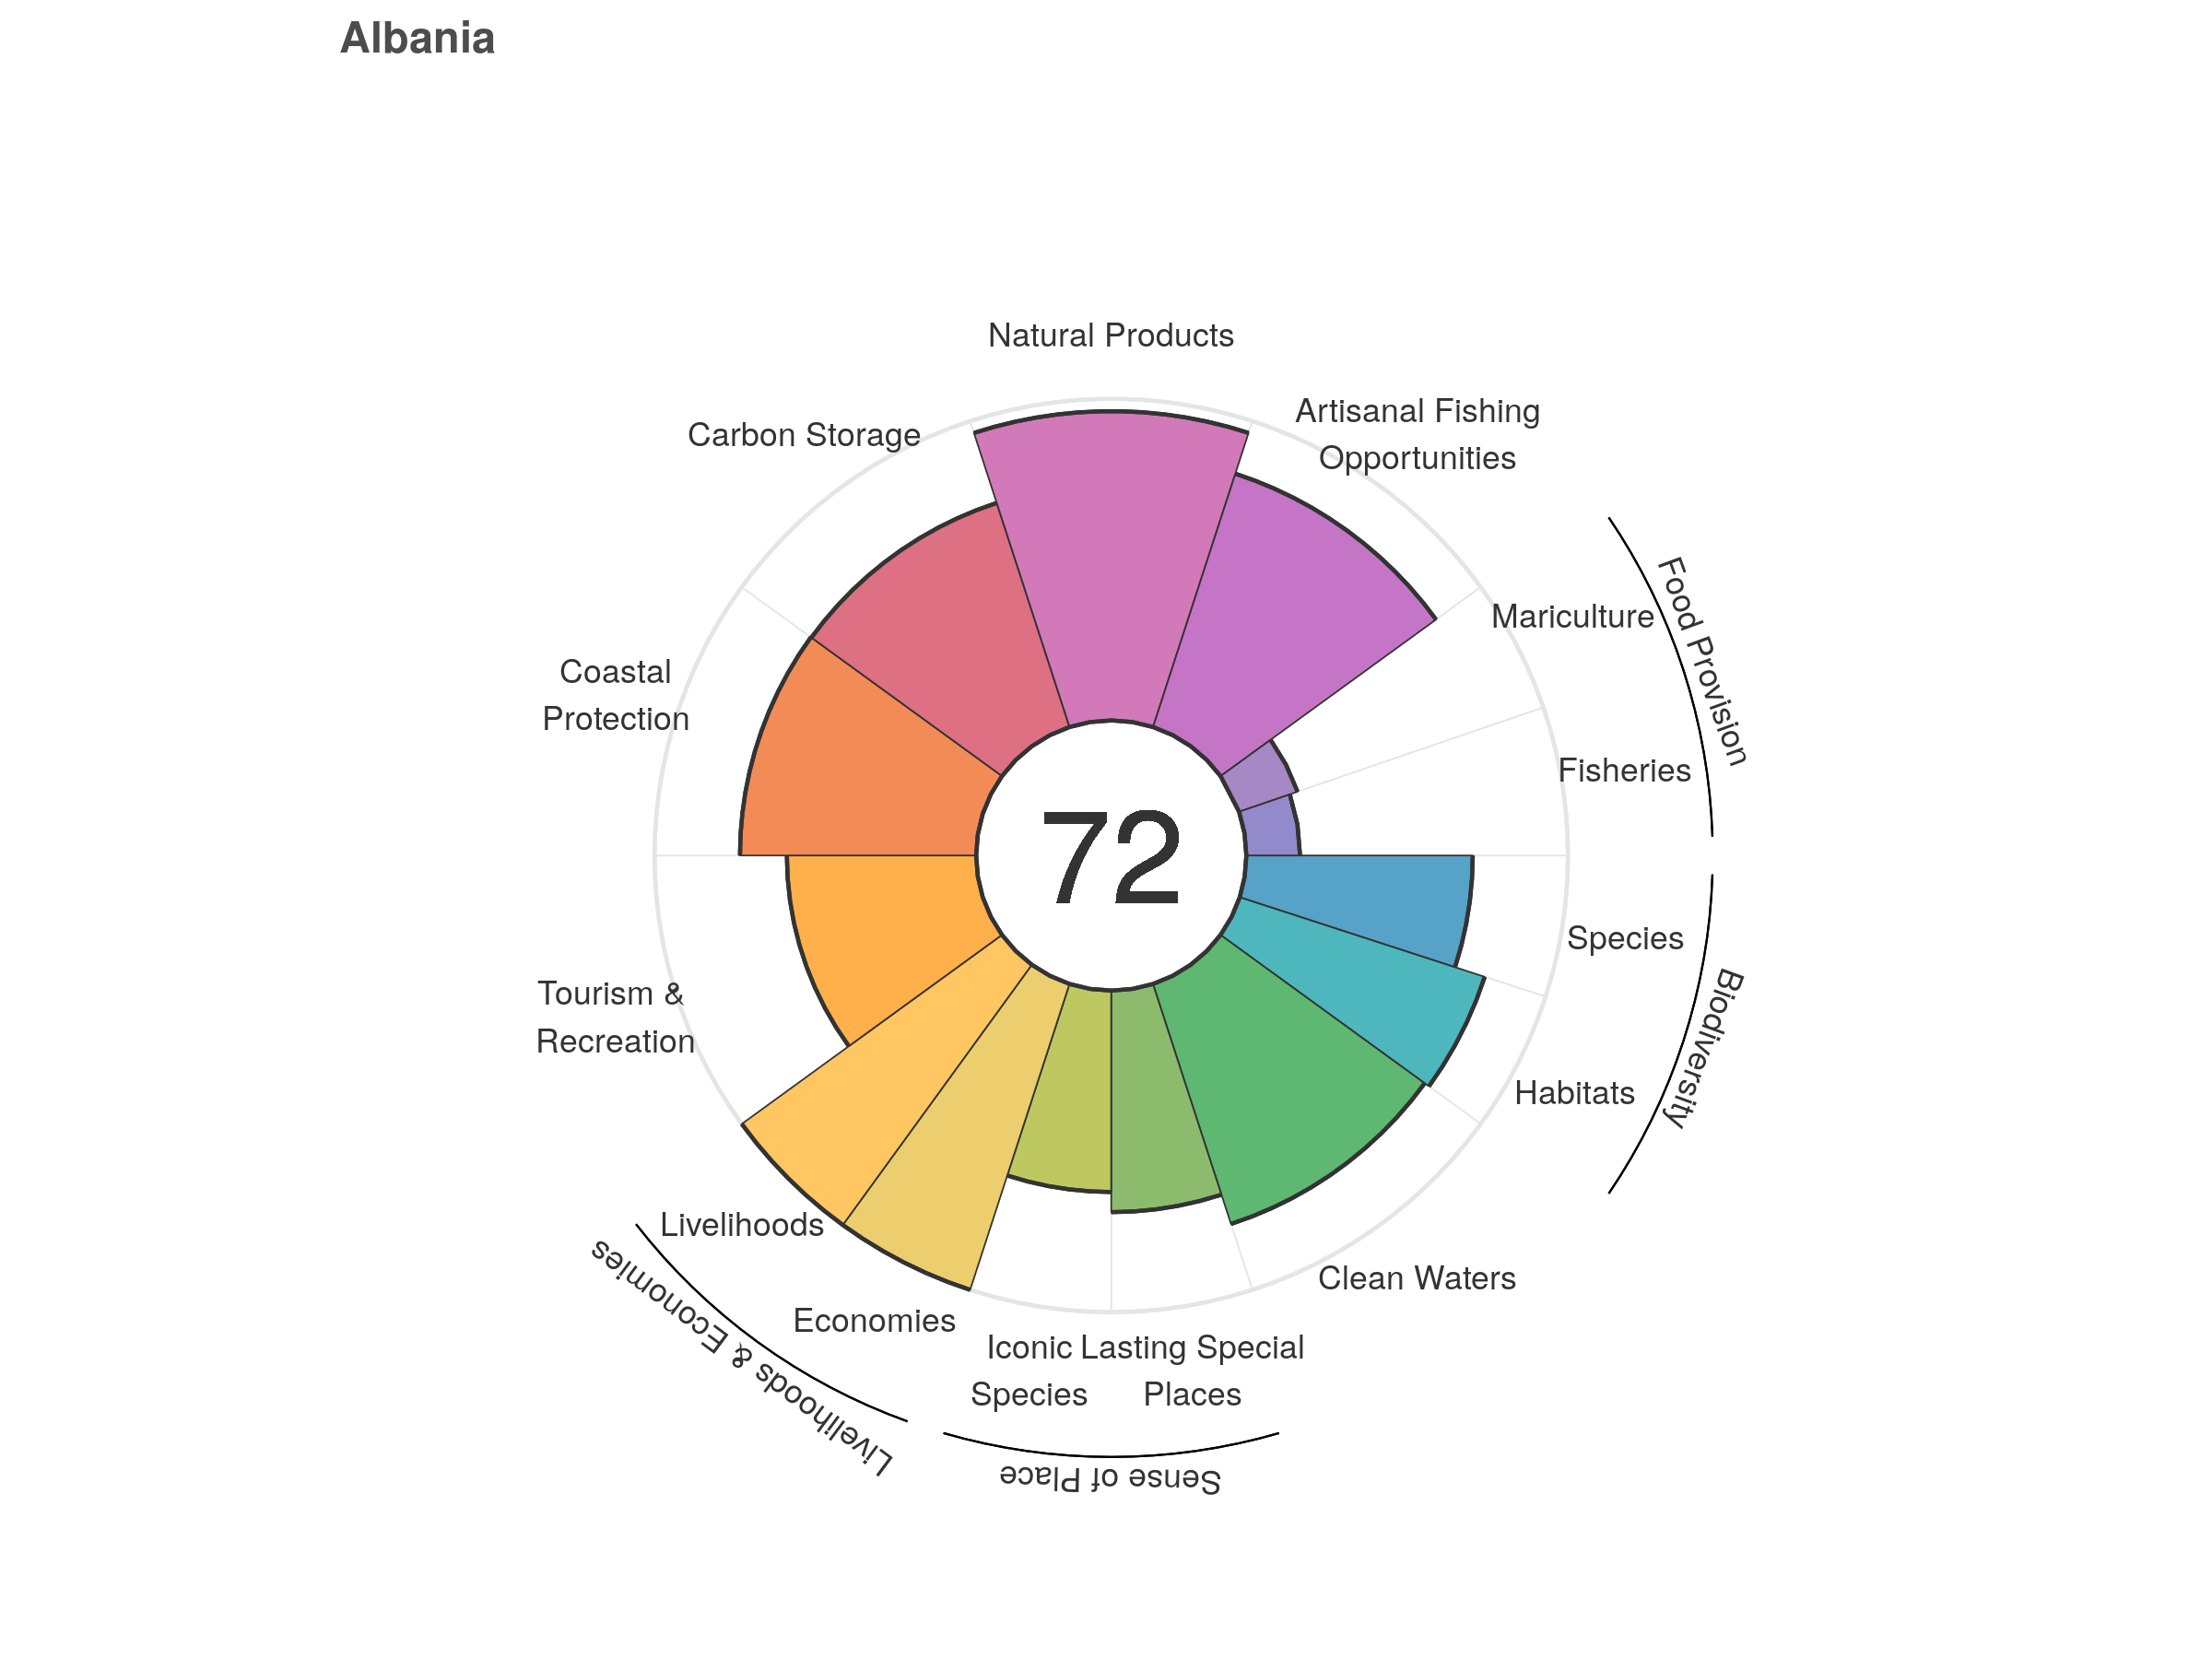 Albania
Natural Products
Artisanal Fishing
Opportunities
Carbon Storage
Mariculture
Food Provision
Coastal
Protection
Fisheries
72
Species
Biodiversity
Tourism &
Recreation
Habitats
Livelihoods
Clean Waters
Economies
Livelihoods & Economies
Iconic
Species
Lasting Special
Places
Sense of Place